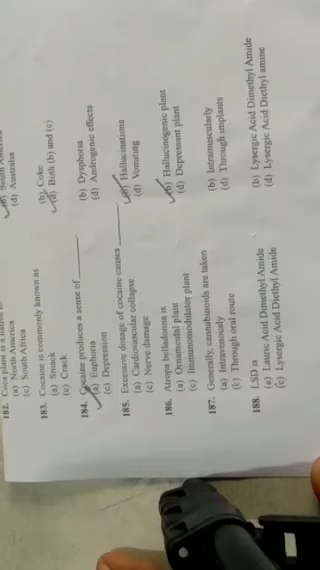 182. Coca plant is a native
(a) North America
(b) South America
(c) South Africa
(d) Australia
183. Cocaine is commonly known as
(a) Smack
(b) Coke
(c) Crack
(d) Both (b) and (c)
184. Cocaine produces a sense of
(a) Euphoria
(b) Dysphoria
(c) Depression
(d) Androgenic effects
185. Excessive dosage of cocaine causes
(a) Cardiovascular collapse
(b) Hallucinations
(c) Nerve damage
(d) Vomiting
186. Atropa belladonna is
(a) Ornamental plant
(b) Hallucinogenic plant
(c) Immunomodulator plant
(d) Depressant plant
187. Generally, cannabinoids are taken
(a) Intravenously
(b) Intramuscularly
(c) Through oral route
(d) Through implants
188. LSD is
(a) Lauric Acid Dimethyl Amide
(b) Lysergic Acid Dimethyl Amide
(c) Lysergic Acid Diethyl Amide
(d) Lysergic Acid Diethyl amine